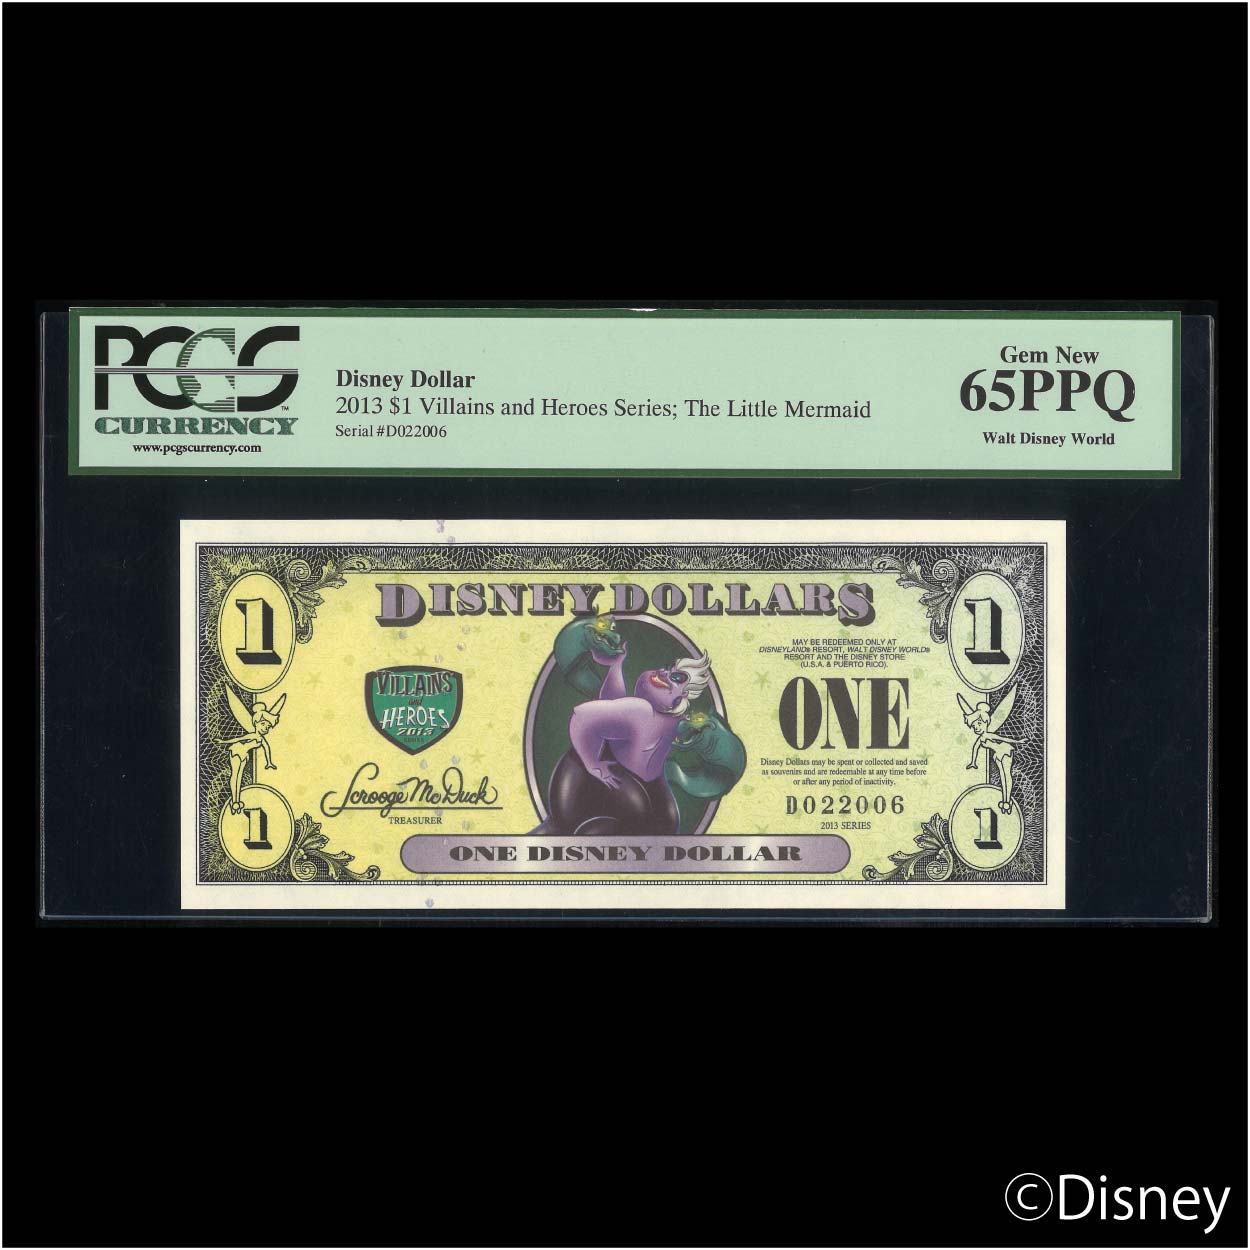 PCGS™
CURRENCY
www.pcgscurrency.com
Disney Dollar
2013 $1 Villains and Heroes Series; The Little Mermaid
Serial #D022006
Gem New
65PPQ
Walt Disney World
DISNEY DOLLARS
1
1
MAY BE REDEEMED ONLY AT
DISNEYLAND® RESORT, WALT DISNEY WORLD®
RESORT AND THE DISNEY STORE
(U.S.A. & PUERTO RICO).
VILLAINS
and
HEROES
2013
SERIES
ONE
Disney Dollars may be spent or collected and saved
as souvenirs and are redeemable at any time before
or after any period of inactivity.
Scrooge McDuck
TREASURER
D022006
2013 SERIES
1
1
ONE DISNEY DOLLAR
©Disney